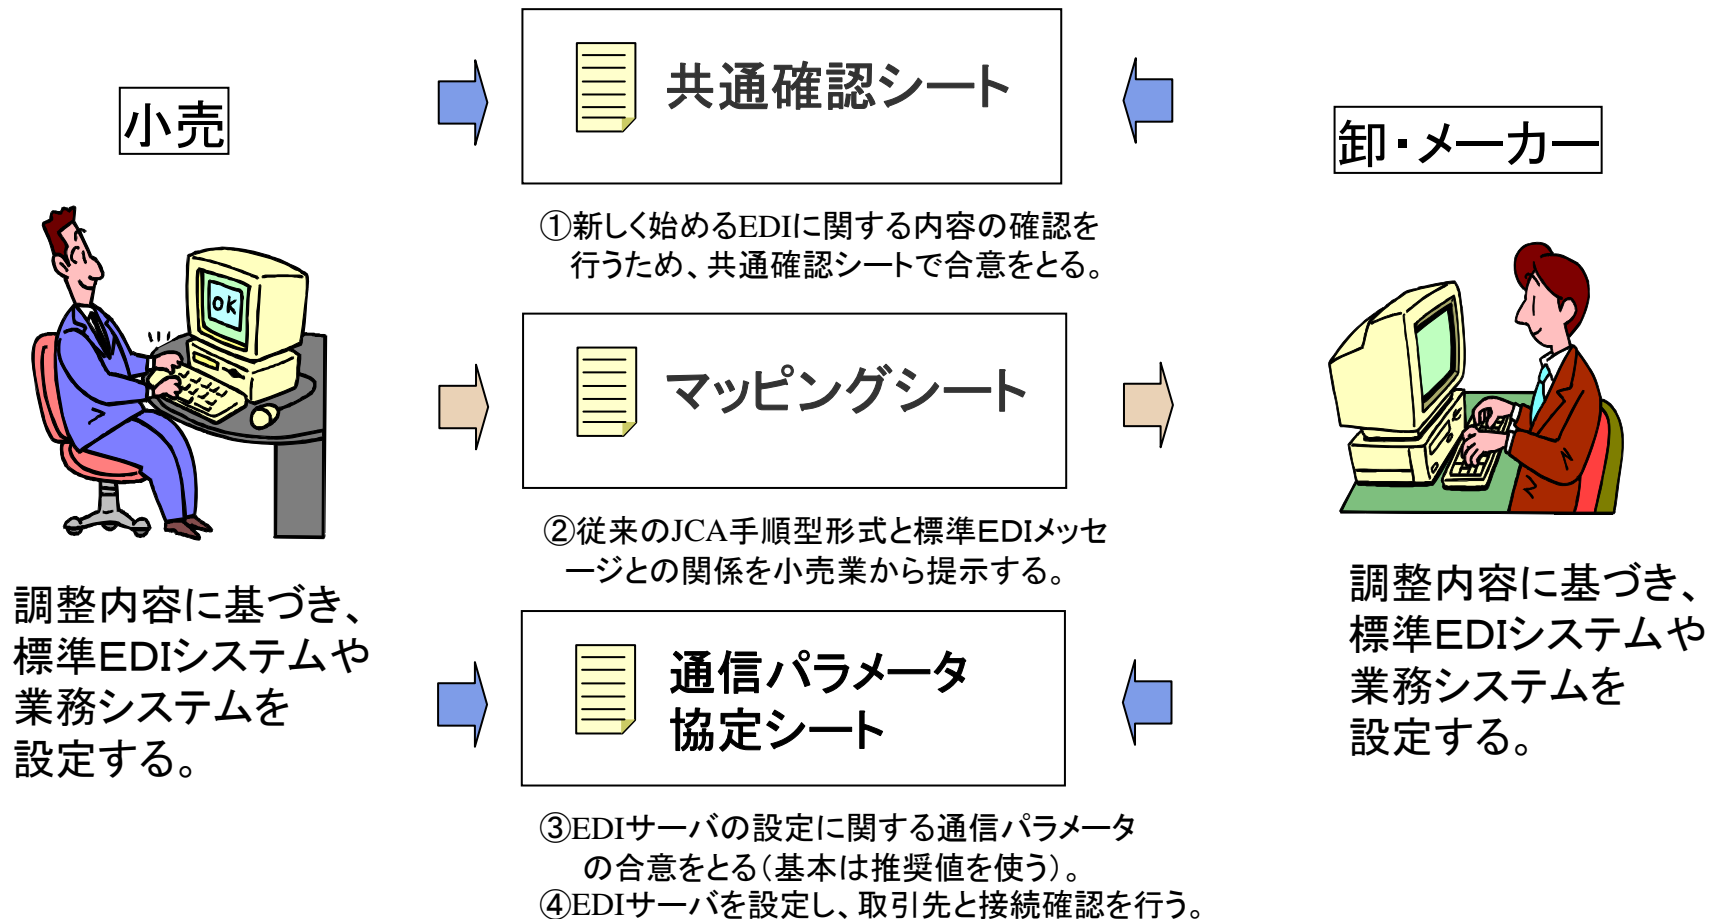 小売
共通確認シート
卸・メーカー
①新しく始めるEDIに関する内容の確認を
行うため、共通確認シートで合意をとる。
OK
マッピングシート
②従来のJCA手順型形式と標準EDIメッセ
ージとの関係を小売業から提示する。
調整内容に基づき、
標準EDIシステムや
業務システムを
設定する。
通信パラメータ
協定シート
調整内容に基づき、
標準EDIシステムや
業務システムを
設定する。
③EDIサーバの設定に関する通信パラメータ
の合意をとる(基本は推奨値を使う)。
④EDIサーバを設定し、取引先と接続確認を行う。